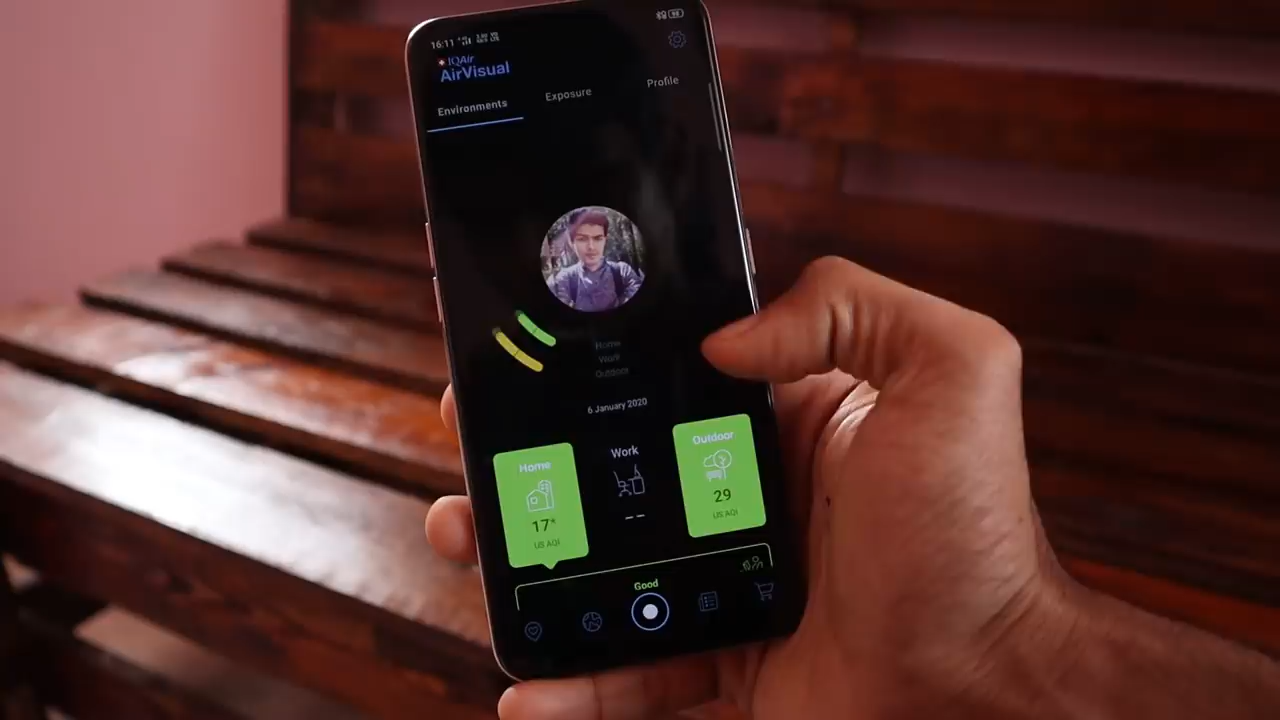 16:11
IQAir
AirVisual
Environments
Exposure
Profile
Home
Work
Outdoor
6 January 2020
Home
17*
US AQI
Work
--
Outdoor
29
US AQI
Good